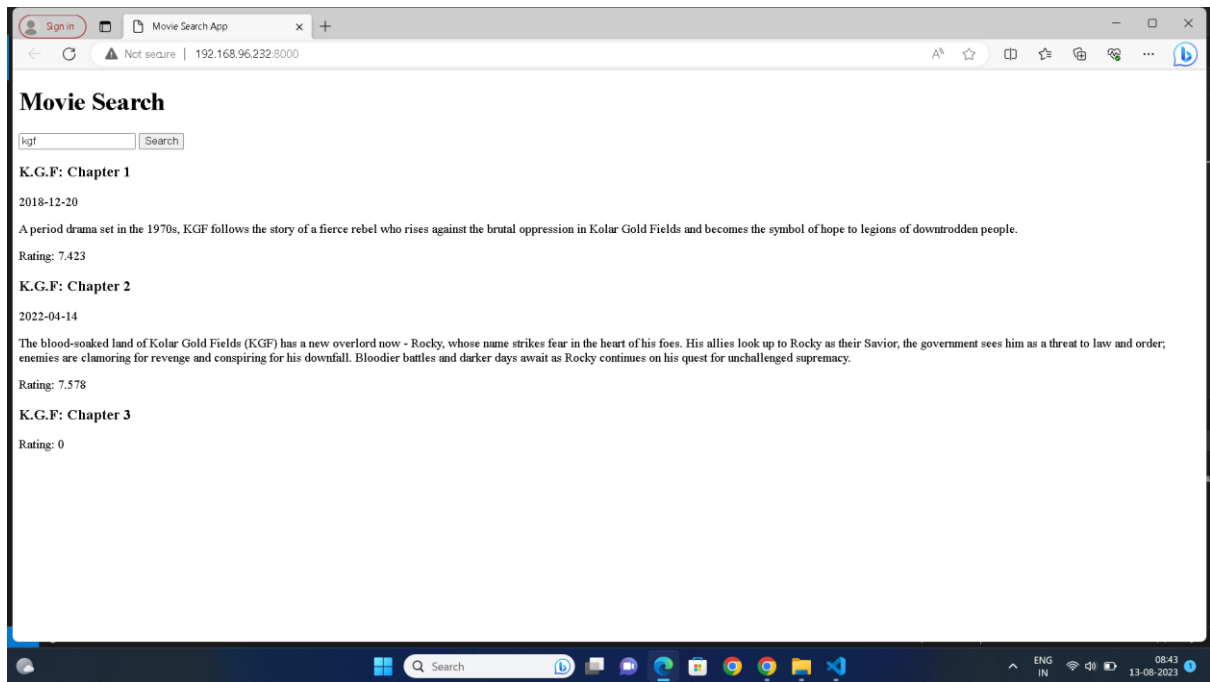 Sign in
Movie Search App
Not secure | 192.168.96.232:8000
Movie Search
kgf
Search
K.G.F: Chapter 1
2018-12-20
A period drama set in the 1970s, KGF follows the story of a fierce rebel who rises against the brutal oppression in Kolar Gold Fields and becomes the symbol of hope to legions of downtrodden people.
Rating: 7.423
K.G.F: Chapter 2
2022-04-14
The blood-soaked land of Kolar Gold Fields (KGF) has a new overlord now - Rocky, whose name strikes fear in the heart of his foes. His allies look up to Rocky as their Savior, the government sees him as a threat to law and order;
enemies are clamoring for revenge and conspiring for his downfall. Bloodier battles and darker days await as Rocky continues on his quest for unchallenged supremacy.
Rating: 7.578
K.G.F: Chapter 3
Rating: 0
Search
ENG
IN
08:43
13-08-2023
1